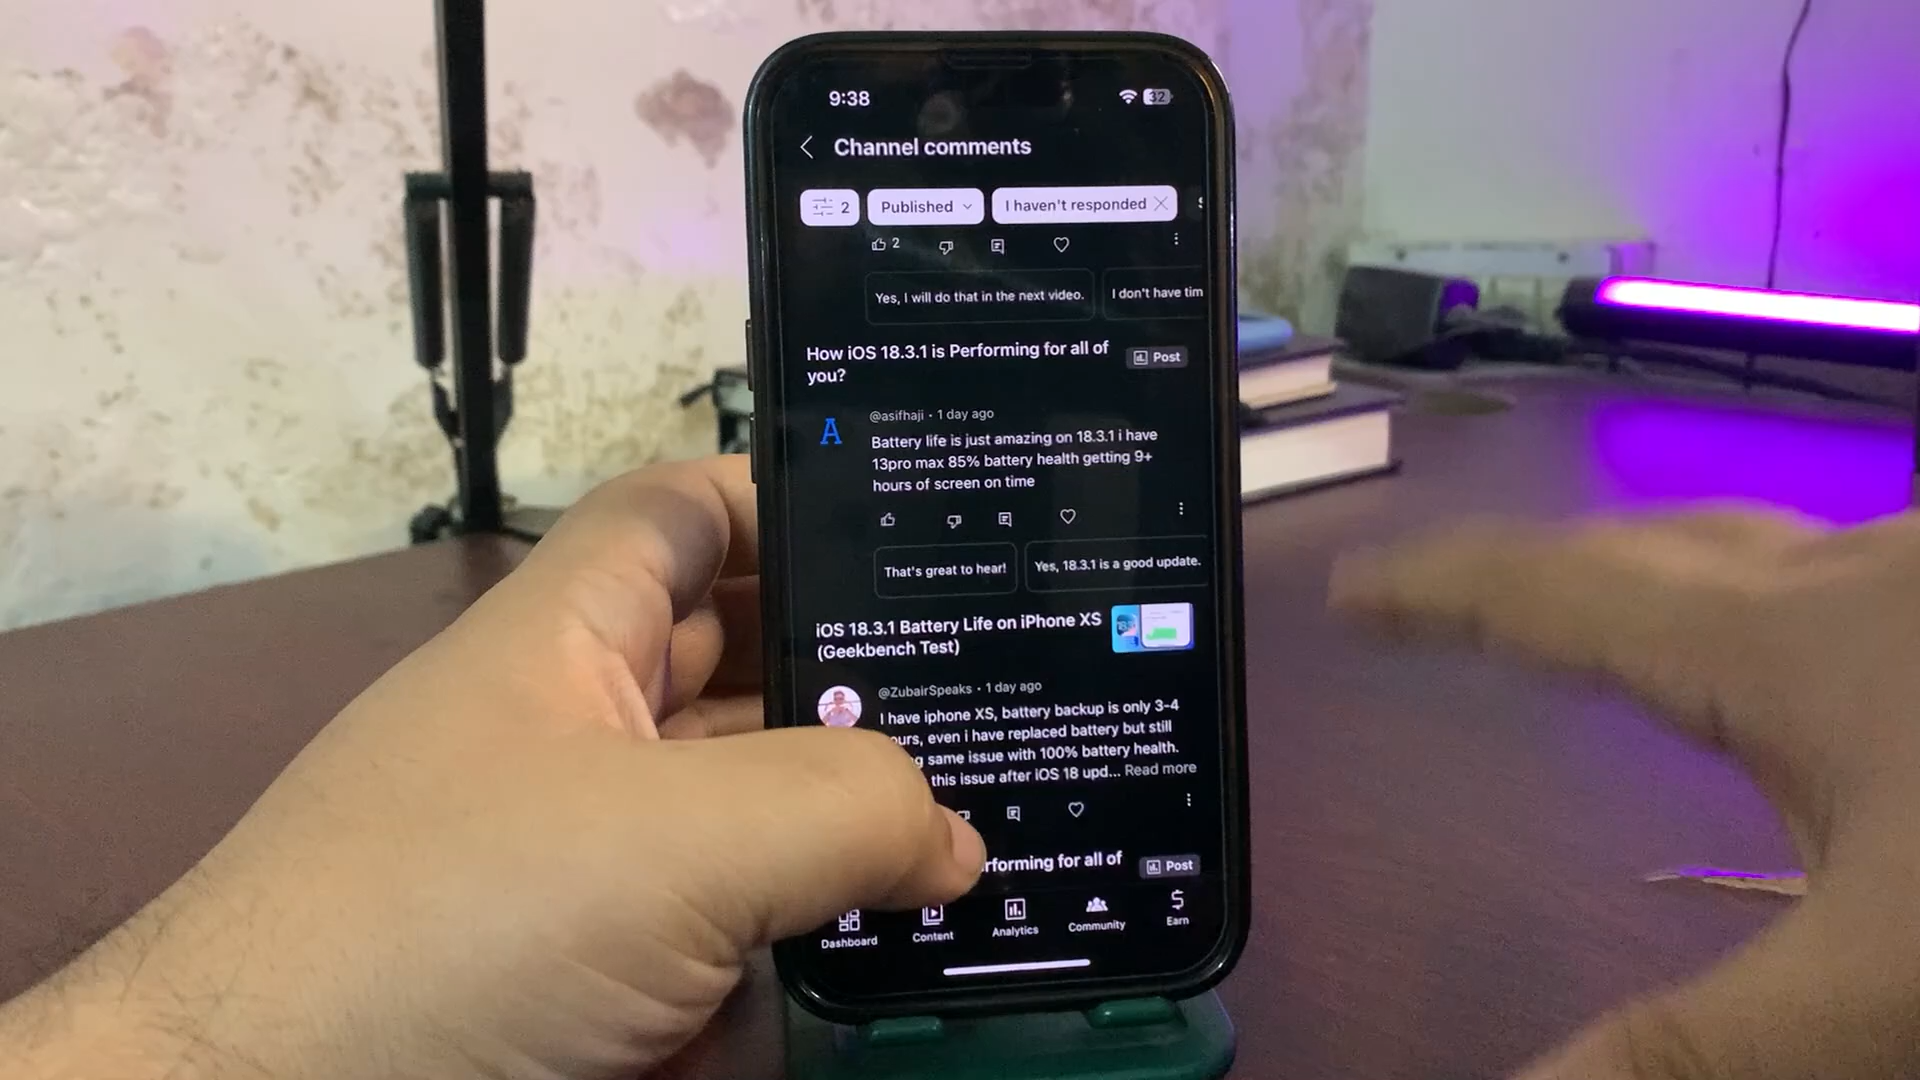 9:38
32
Channel comments
2
Published
I haven't responded
2
Yes, I will do that in the next video.
I don't have tim
How iOS 18.3.1 is Performing for all of
you?
Post
@asifhaji • 1 day ago
Battery life is just amazing on 18.3.1 i have
13pro max 85% battery health getting 9+
hours of screen on time
That's great to hear!
Yes, 18.3.1 is a good update.
iOS 18.3.1 Battery Life on iPhone XS
(Geekbench Test)
@ZubairSpeaks • 1 day ago
I have iphone XS, battery backup is only 3-4
ours, even i have replaced battery but still
g same issue with 100% battery health.
this issue after iOS 18 upd... Read more
rforming for all of
Post
Dashboard
Content
Analytics
Community
Earn